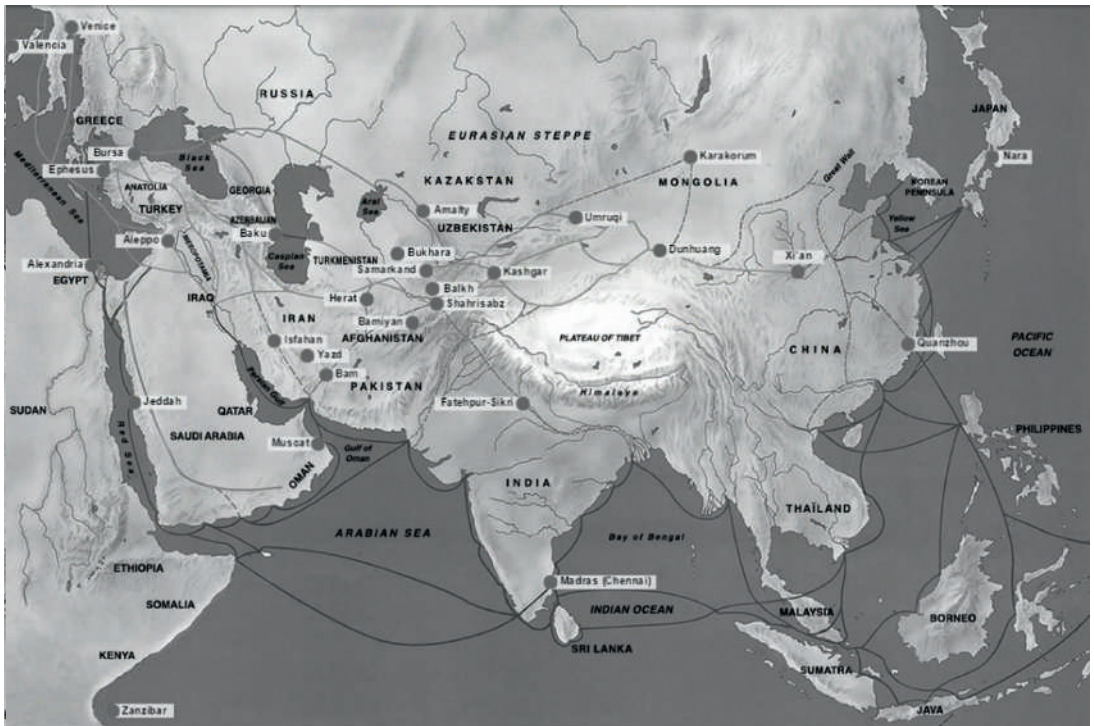 Venice
Valencia
RUSSIA
GREECE
EURASIAN STEPPE
JAPAN
Bursa
Black
Sea
Karakorum
Nara
Ephesus
Mediterranean Sea
ANATOLIA
TURKEY
GEORGIA
KAZAKSTAN
MONGOLIA
Great Wall
KOREAN
PENINSULA
Aral
Sea
Amalty
Umruqi
Yellow
Sea
AZERBAIJAN
Baku
UZBEKISTAN
Aleppo
MESOPOTAMIA
Bukhara
Dunhuang
Xi'an
Alexandria
EGYPT
Caspian
Sea
TURKMENISTAN
Samarkand
Kashgar
Balkh
IRAQ
Herat
Shahrisabz
IRAN
Bamiyan
AFGHANISTAN
PLATEAU OF TIBET
CHINA
Quanzhou
PACIFIC
OCEAN
Isfahan
Yazd
Bam
PAKISTAN
Himalaya
Persian Gulf
SUDAN
Jeddah
QATAR
Fatehpur-Sikri
Red Sea
SAUDI ARABIA
Muscat
Gulf of
Oman
PHILIPPINES
OMAN
INDIA
THAÏLAND
ARABIAN SEA
Bay of Bengal
ETHIOPIA
Madras (Chennai)
SOMALIA
INDIAN OCEAN
MALAYSIA
BORNEO
KENYA
SRI LANKA
SUMATRA
Zanzibar
JAVA